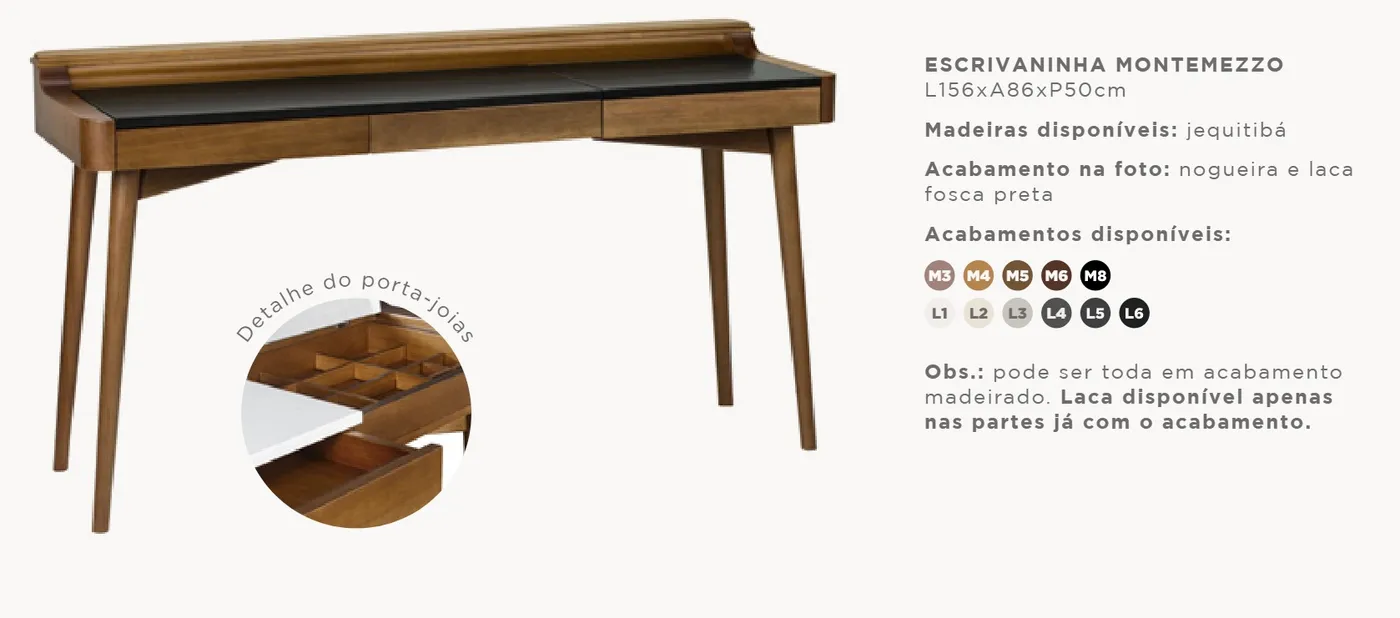 ESCRIVANINHA MONTEMEZZO
L156xA86xP50cm
Madeiras disponíveis: jequitibá
Acabamento na foto: nogueira e laca
fosca preta
Acabamentos disponíveis:
M3 M4 M5 M6 M8
L1 L2 L3 L4 L5 L6
Obs.: pode ser toda em acabamento
madeirado. Laca disponível apenas
nas partes já com o acabamento.
Detalhe do porta-joias